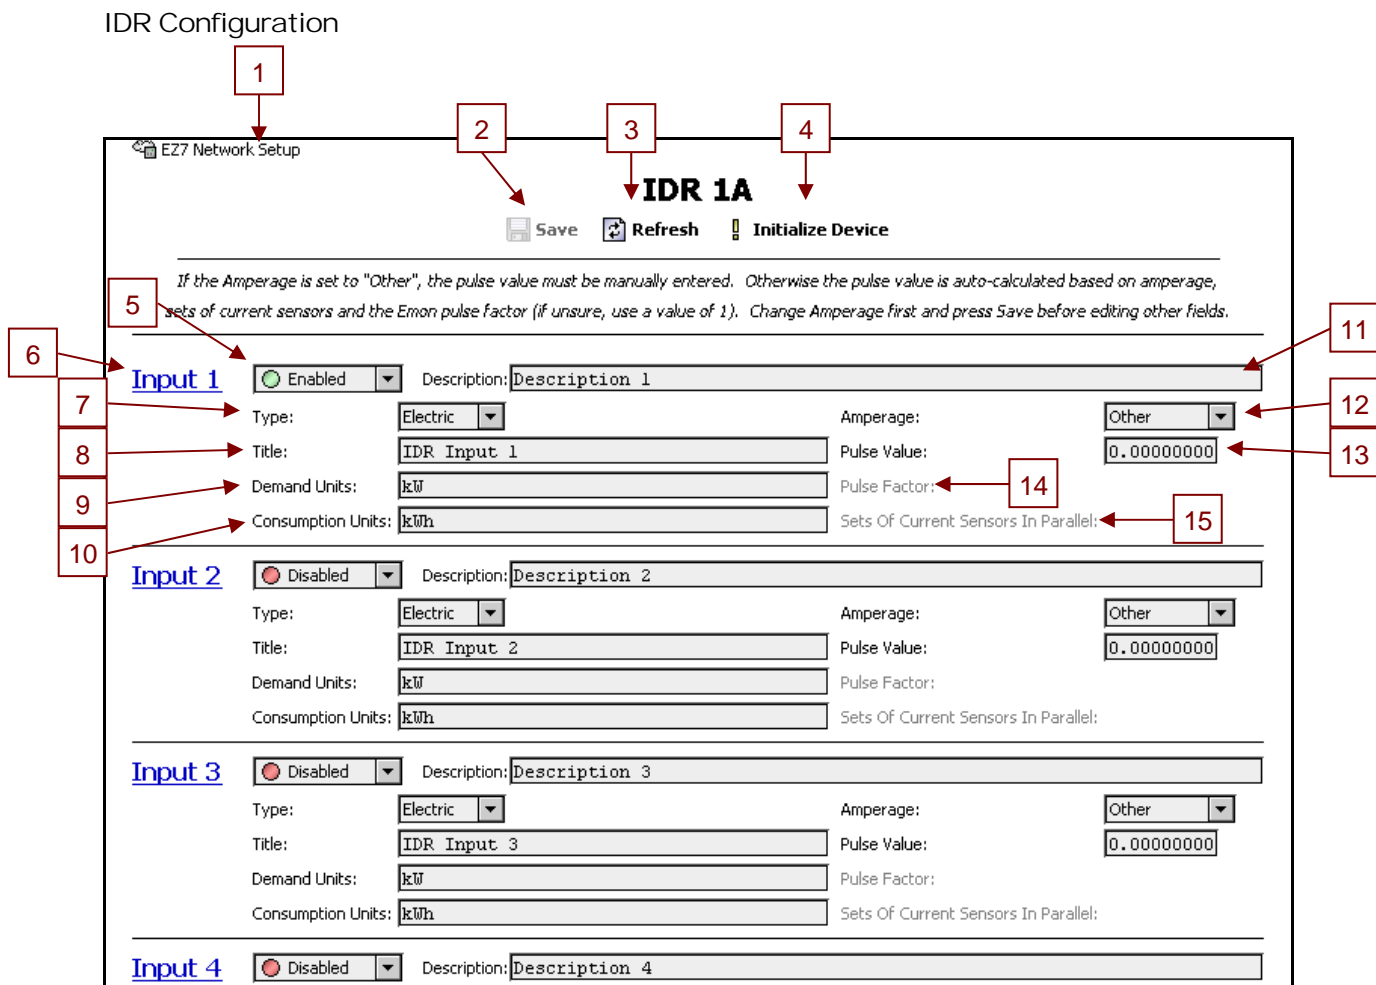 IDR Configuration
1
2
3
4
EZ7 Network Setup
IDR 1A
Save Refresh Initialize Device
If the Amperage is set to "Other", the pulse value must be manually entered. Otherwise the pulse value is auto-calculated based on amperage,
sets of current sensors and the Emon pulse factor (if unsure, use a value of 1). Change Amperage first and press Save before editing other fields.
5
11
6
Input 1 Enabled Description: Description 1
7
Type: Electric Amperage: Other
12
8
Title: IDR Input 1 Pulse Value: 0.00000000
13
9
Demand Units: kW Pulse Factor:
14
10
Consumption Units: kWh Sets Of Current Sensors In Parallel:
15
Input 2 Disabled Description: Description 2
Type: Electric Amperage: Other
Title: IDR Input 2 Pulse Value: 0.00000000
Demand Units: kW Pulse Factor:
Consumption Units: kWh Sets Of Current Sensors In Parallel:
Input 3 Disabled Description: Description 3
Type: Electric Amperage: Other
Title: IDR Input 3 Pulse Value: 0.00000000
Demand Units: kW Pulse Factor:
Consumption Units: kWh Sets Of Current Sensors In Parallel:
Input 4 Disabled Description: Description 4